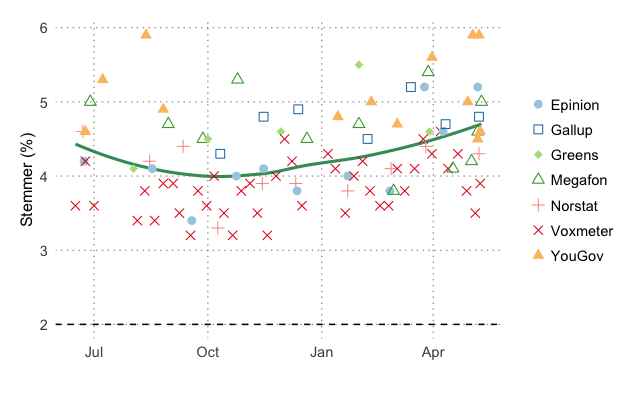 Stemmer (%)
6
5
4
3
2
Jul
Oct
Jan
Apr
Epinion
Gallup
Greens
Megafon
Norstat
Voxmeter
YouGov